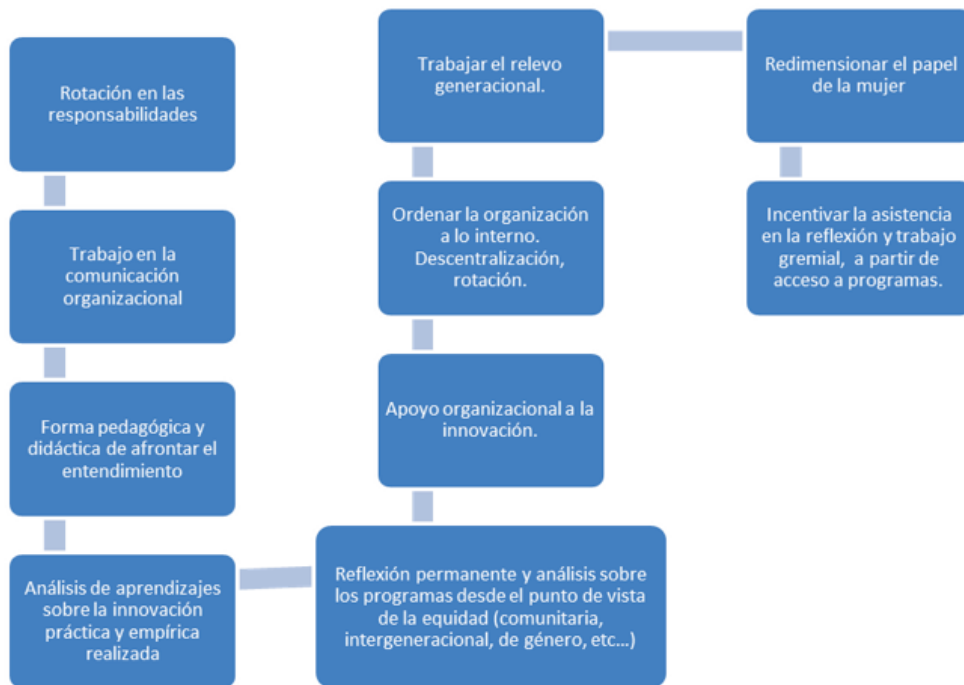 Rotación en las
responsabilidades
Trabajo en la
comunicación
organizacional
Forma pedagógica y
didáctica de afrontar el
entendimiento
Análisis de aprendizajes
sobre la innovación
práctica y empírica
realizada
Reflexión permanente y análisis sobre
los programas desde el punto de vista
de la equidad (comunitaria,
intergeneracional, de género, etc…)
Apoyo organizacional a la
innovación.
Ordenar la organización
a lo interno.
Descentralización,
rotación.
Trabajar el relevo
generacional.
Redimensionar el papel
de la mujer
Incentivar la asistencia
en la reflexión y trabajo
gremial,  a partir de
acceso a programas.